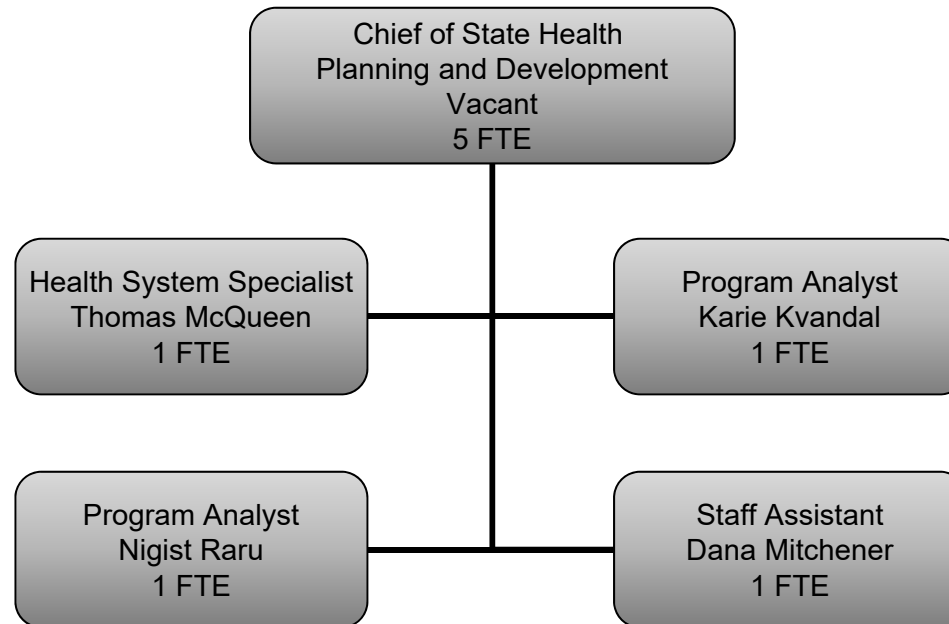 Chief of State Health
Planning and Development
Vacant
5 FTE
Health System Specialist
Thomas McQueen
1 FTE
Program Analyst
Karie Kvandal
1 FTE
Program Analyst
Nigist Raru
1 FTE
Staff Assistant
Dana Mitchener
1 FTE